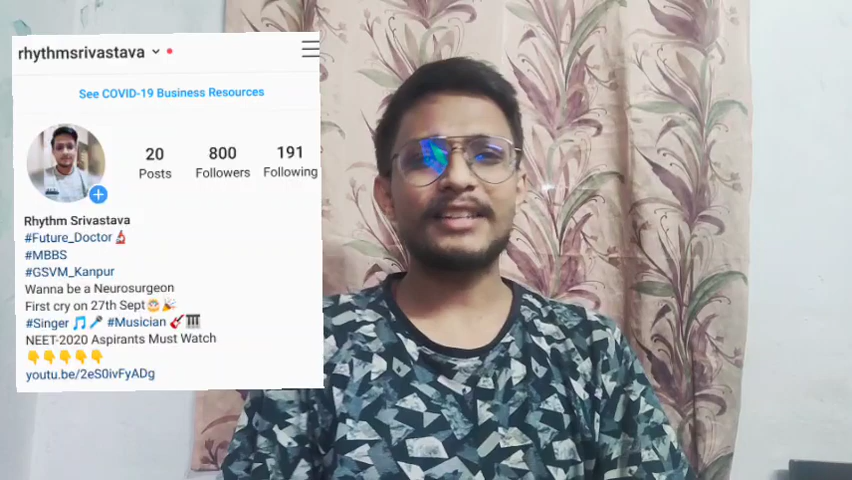 rhythmsrivastava
See COVID-19 Business Resources
20 800 191
Posts Followers Following
Rhythm Srivastava
#Future_Doctor🔬
#MBBS
#GSVM_Kanpur
Wanna be a Neurosurgeon
First cry on 27th Sept🎂🎉
#Singer 🎵🎤 #Musician 🎸🎹
NEET-2020 Aspirants Must Watch
👇👇👇👇👇
youtu.be/2eS0ivFyADg